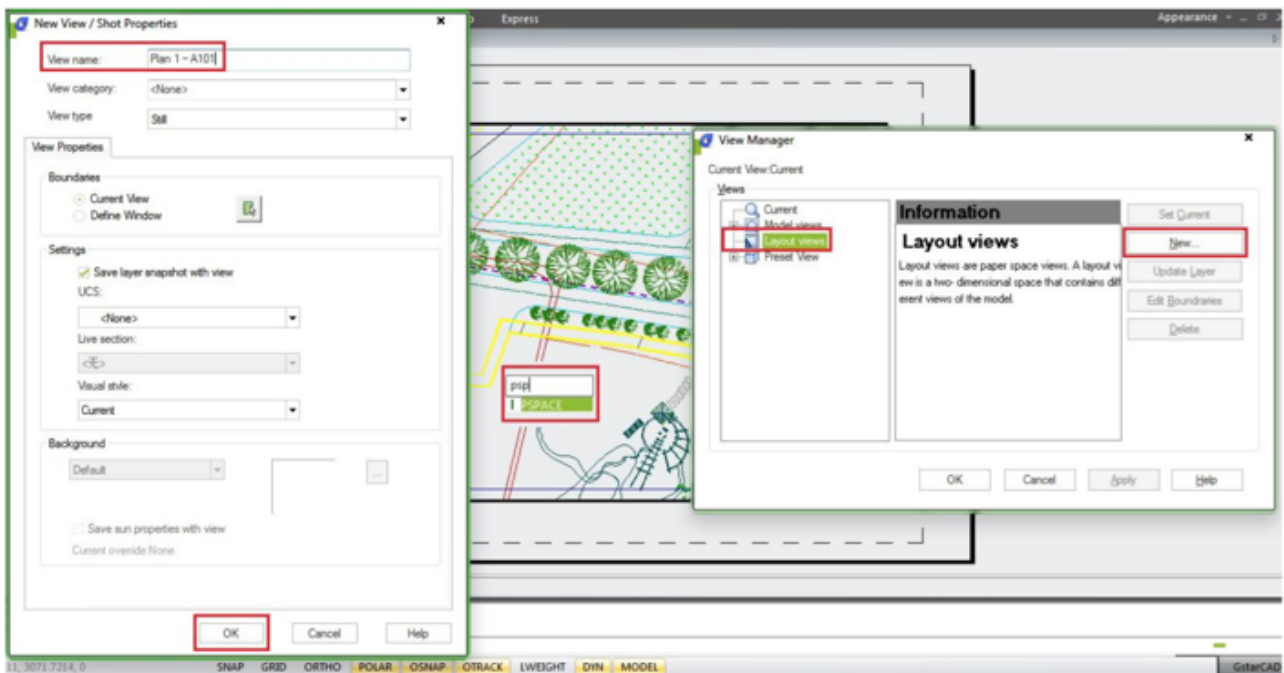 New View / Shot Properties
View name:
Plan 1 - A101
View category:
<None>
View type
Still
View Properties
Boundaries
Current View
Define Window
Settings
Save layer snapshot with view
UCS:
<None>
Live section:
Visual style:
Current
Background
Default
...
Save sun properties with view
Current override:None
OK
Cancel
Help
Express
Appearance
psp
PSPACE
View Manager
Current View:Current
Views
Current
Model views
Layout views
Preset View
Information
Layout views
Layout views are paper space views. A layout vi
ew is a two- dimensional space that contains diff
erent views of the model.
Set Current
New...
Update Layer
Edit Boundaries
Delete
OK
Cancel
Apply
Help
11, 3071.7214, 0
SNAP GRID ORTHO POLAR OSNAP OTRACK LWEIGHT DYN MODEL
GstarCAD